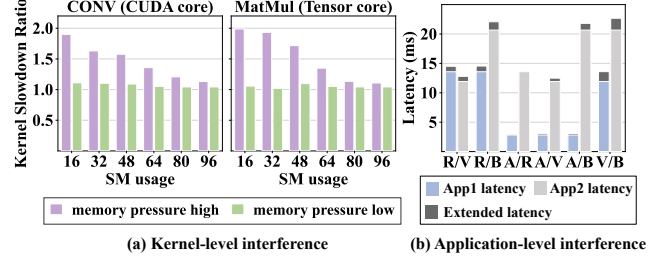 CONV (CUDA core)
MatMul (Tensor core)
Kernel Slowdown Ratio
2.0
1.5
1.0
0.5
16 32 48 64 80 96
16 32 48 64 80 96
SM usage
SM usage
memory pressure high
memory pressure low
(a) Kernel-level interference
Latency (ms)
20
15
10
5
R/V R/B A/R A/V A/B V/B
App1 latency
App2 latency
Extended latency
(b) Application-level interference